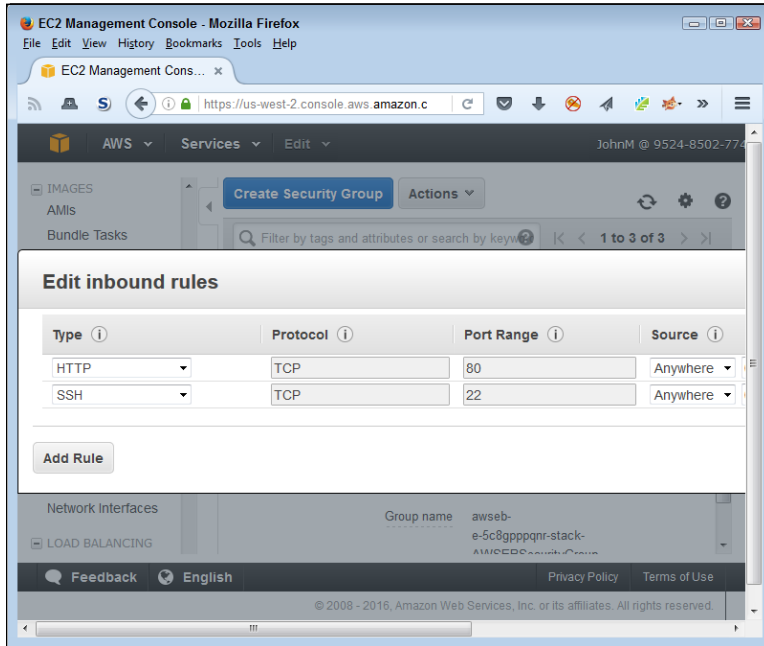 EC2 Management Console - Mozilla Firefox
File Edit View History Bookmarks Tools Help
EC2 Management Cons... ×
https://us-west-2.console.aws.amazon.c
AWS Services Edit JohnM @ 9524-8502-774
IMAGES
AMIs
Bundle Tasks
Create Security Group Actions
Filter by tags and attributes or search by keyw 1 to 3 of 3
Edit inbound rules
Type Protocol Port Range Source
HTTP TCP 80 Anywhere
SSH TCP 22 Anywhere
Add Rule
Network Interfaces
LOAD BALANCING
Group name awseb-
e-5c8gpppqnr-stack-
AWSEBSecurityGroup
Feedback English Privacy Policy Terms of Use
© 2008 - 2016, Amazon Web Services, Inc. or its affiliates. All rights reserved.